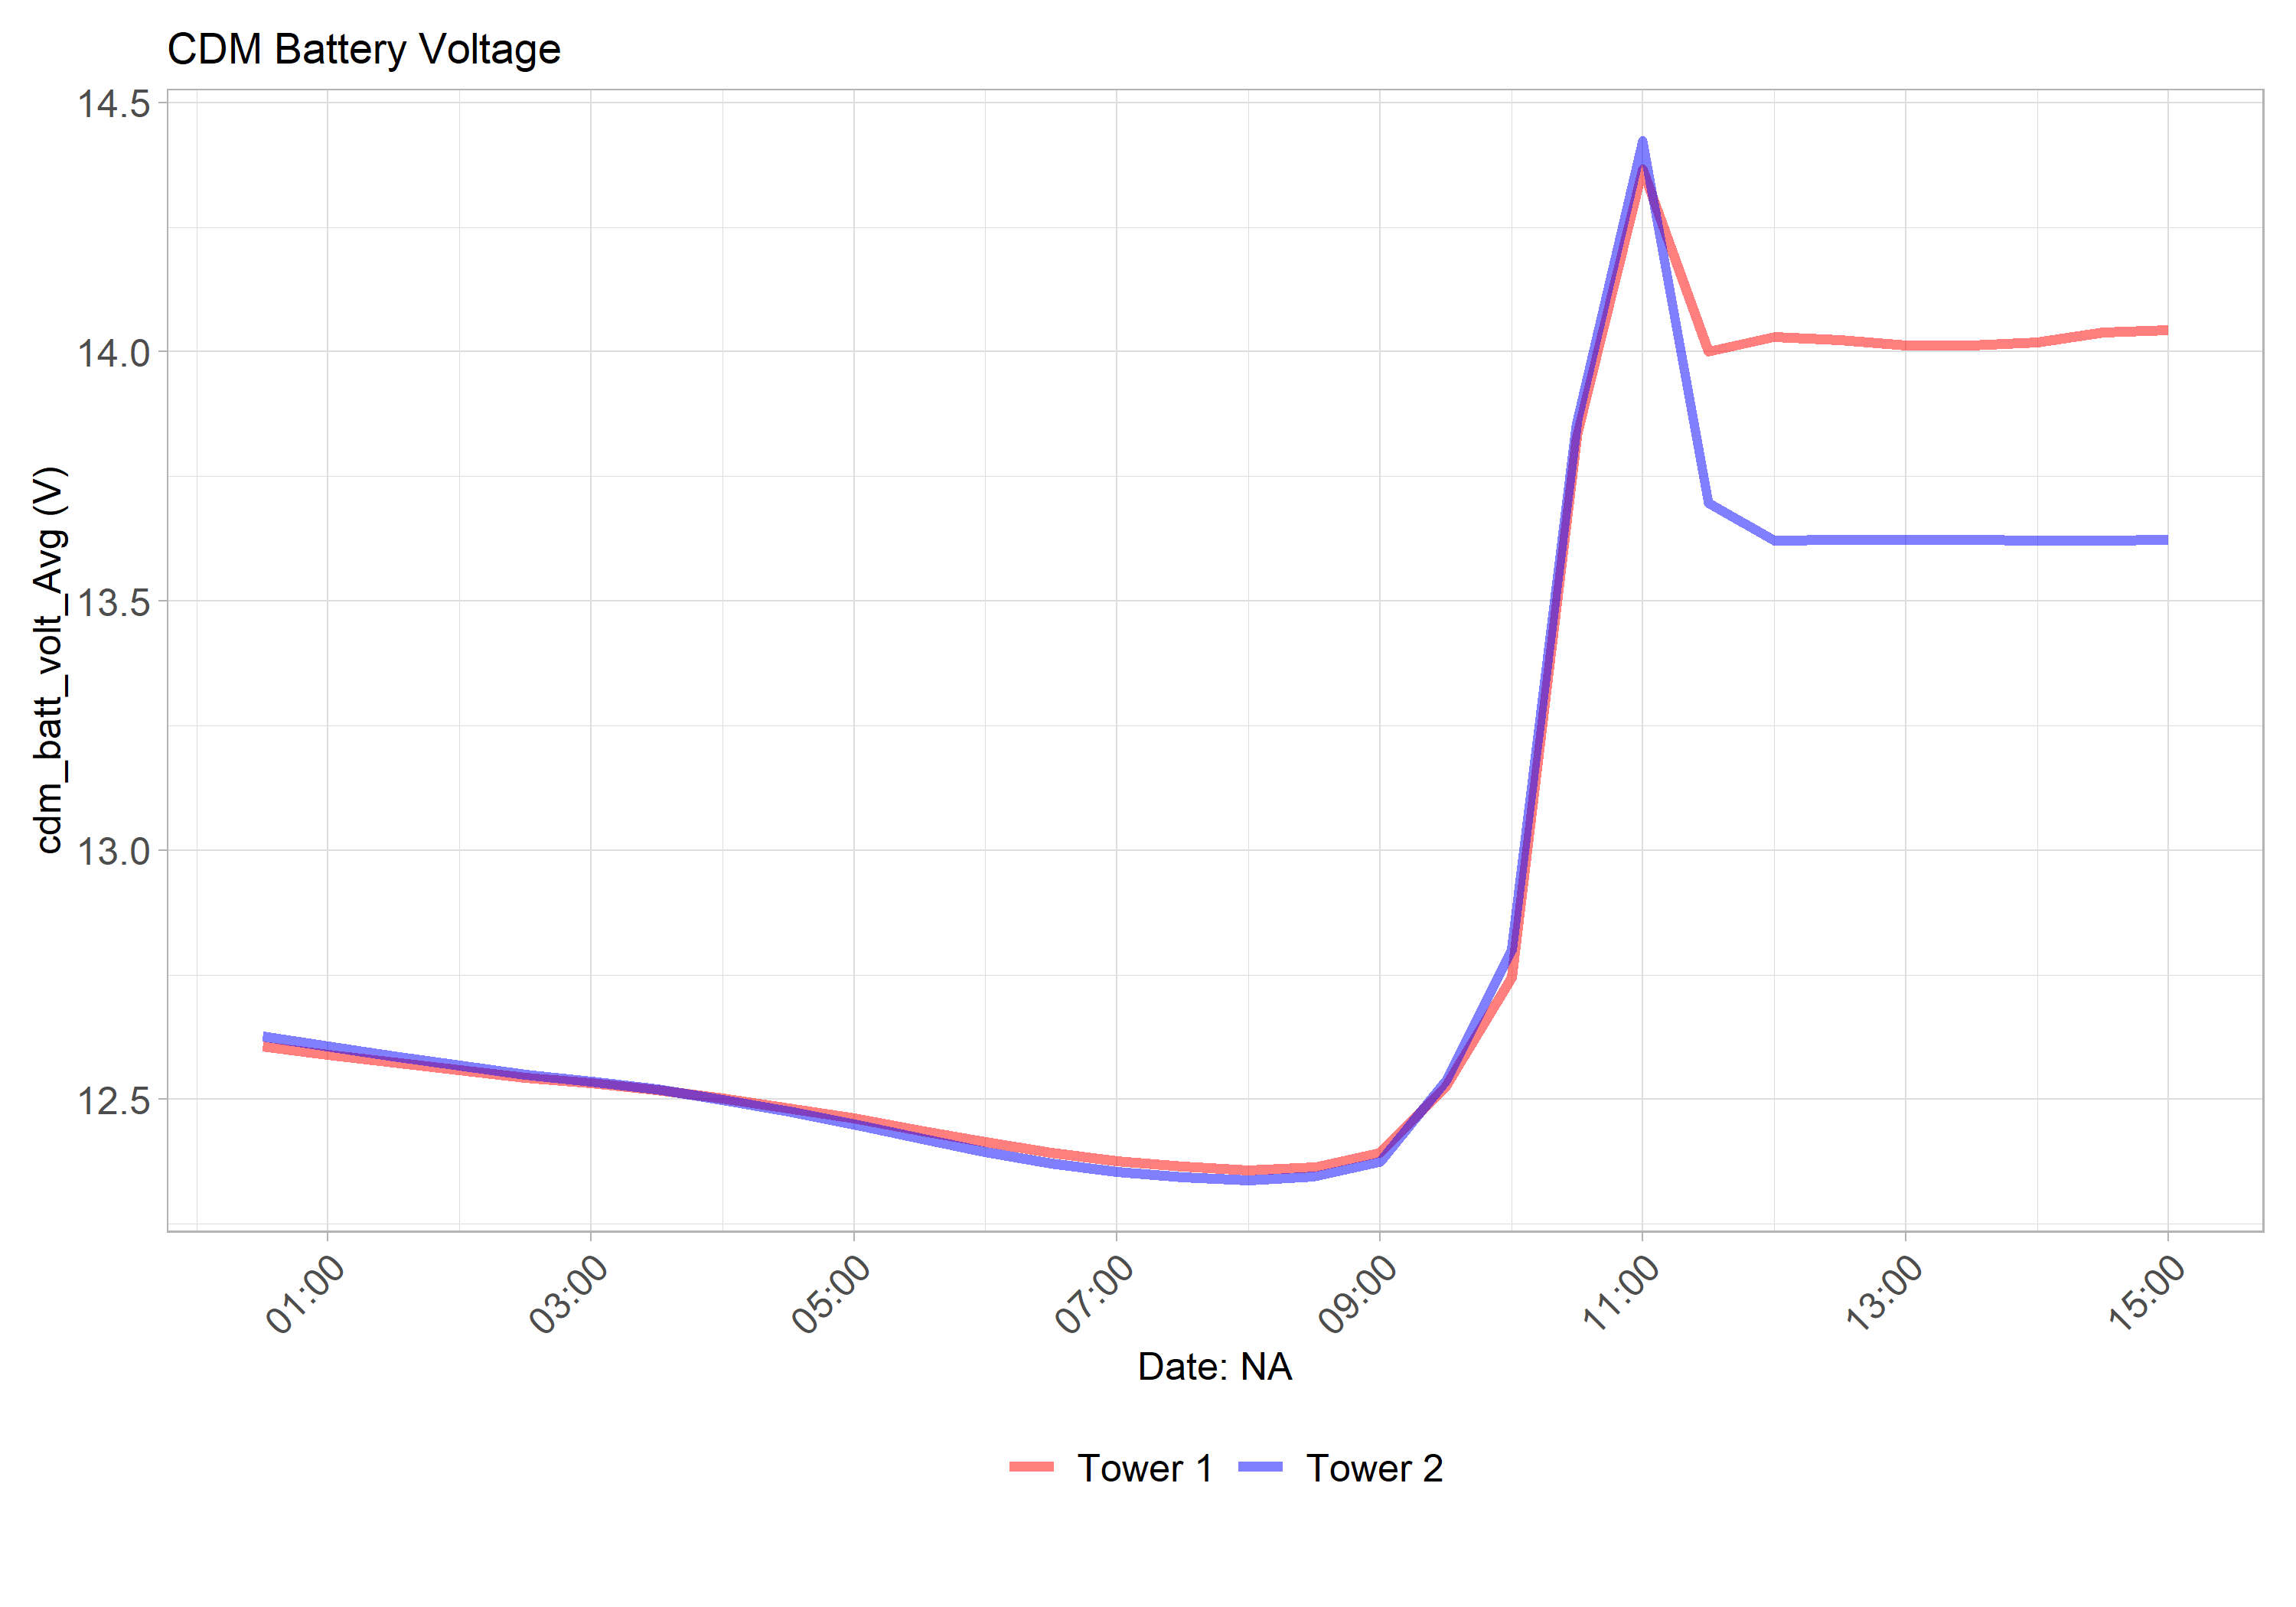 CDM Battery Voltage
14.5
14.0
13.5
13.0
12.5
cdm_batt_volt_Avg (V)
01:00 03:00 05:00 07:00 09:00 11:00 13:00 15:00
Date: NA
Tower 1 Tower 2